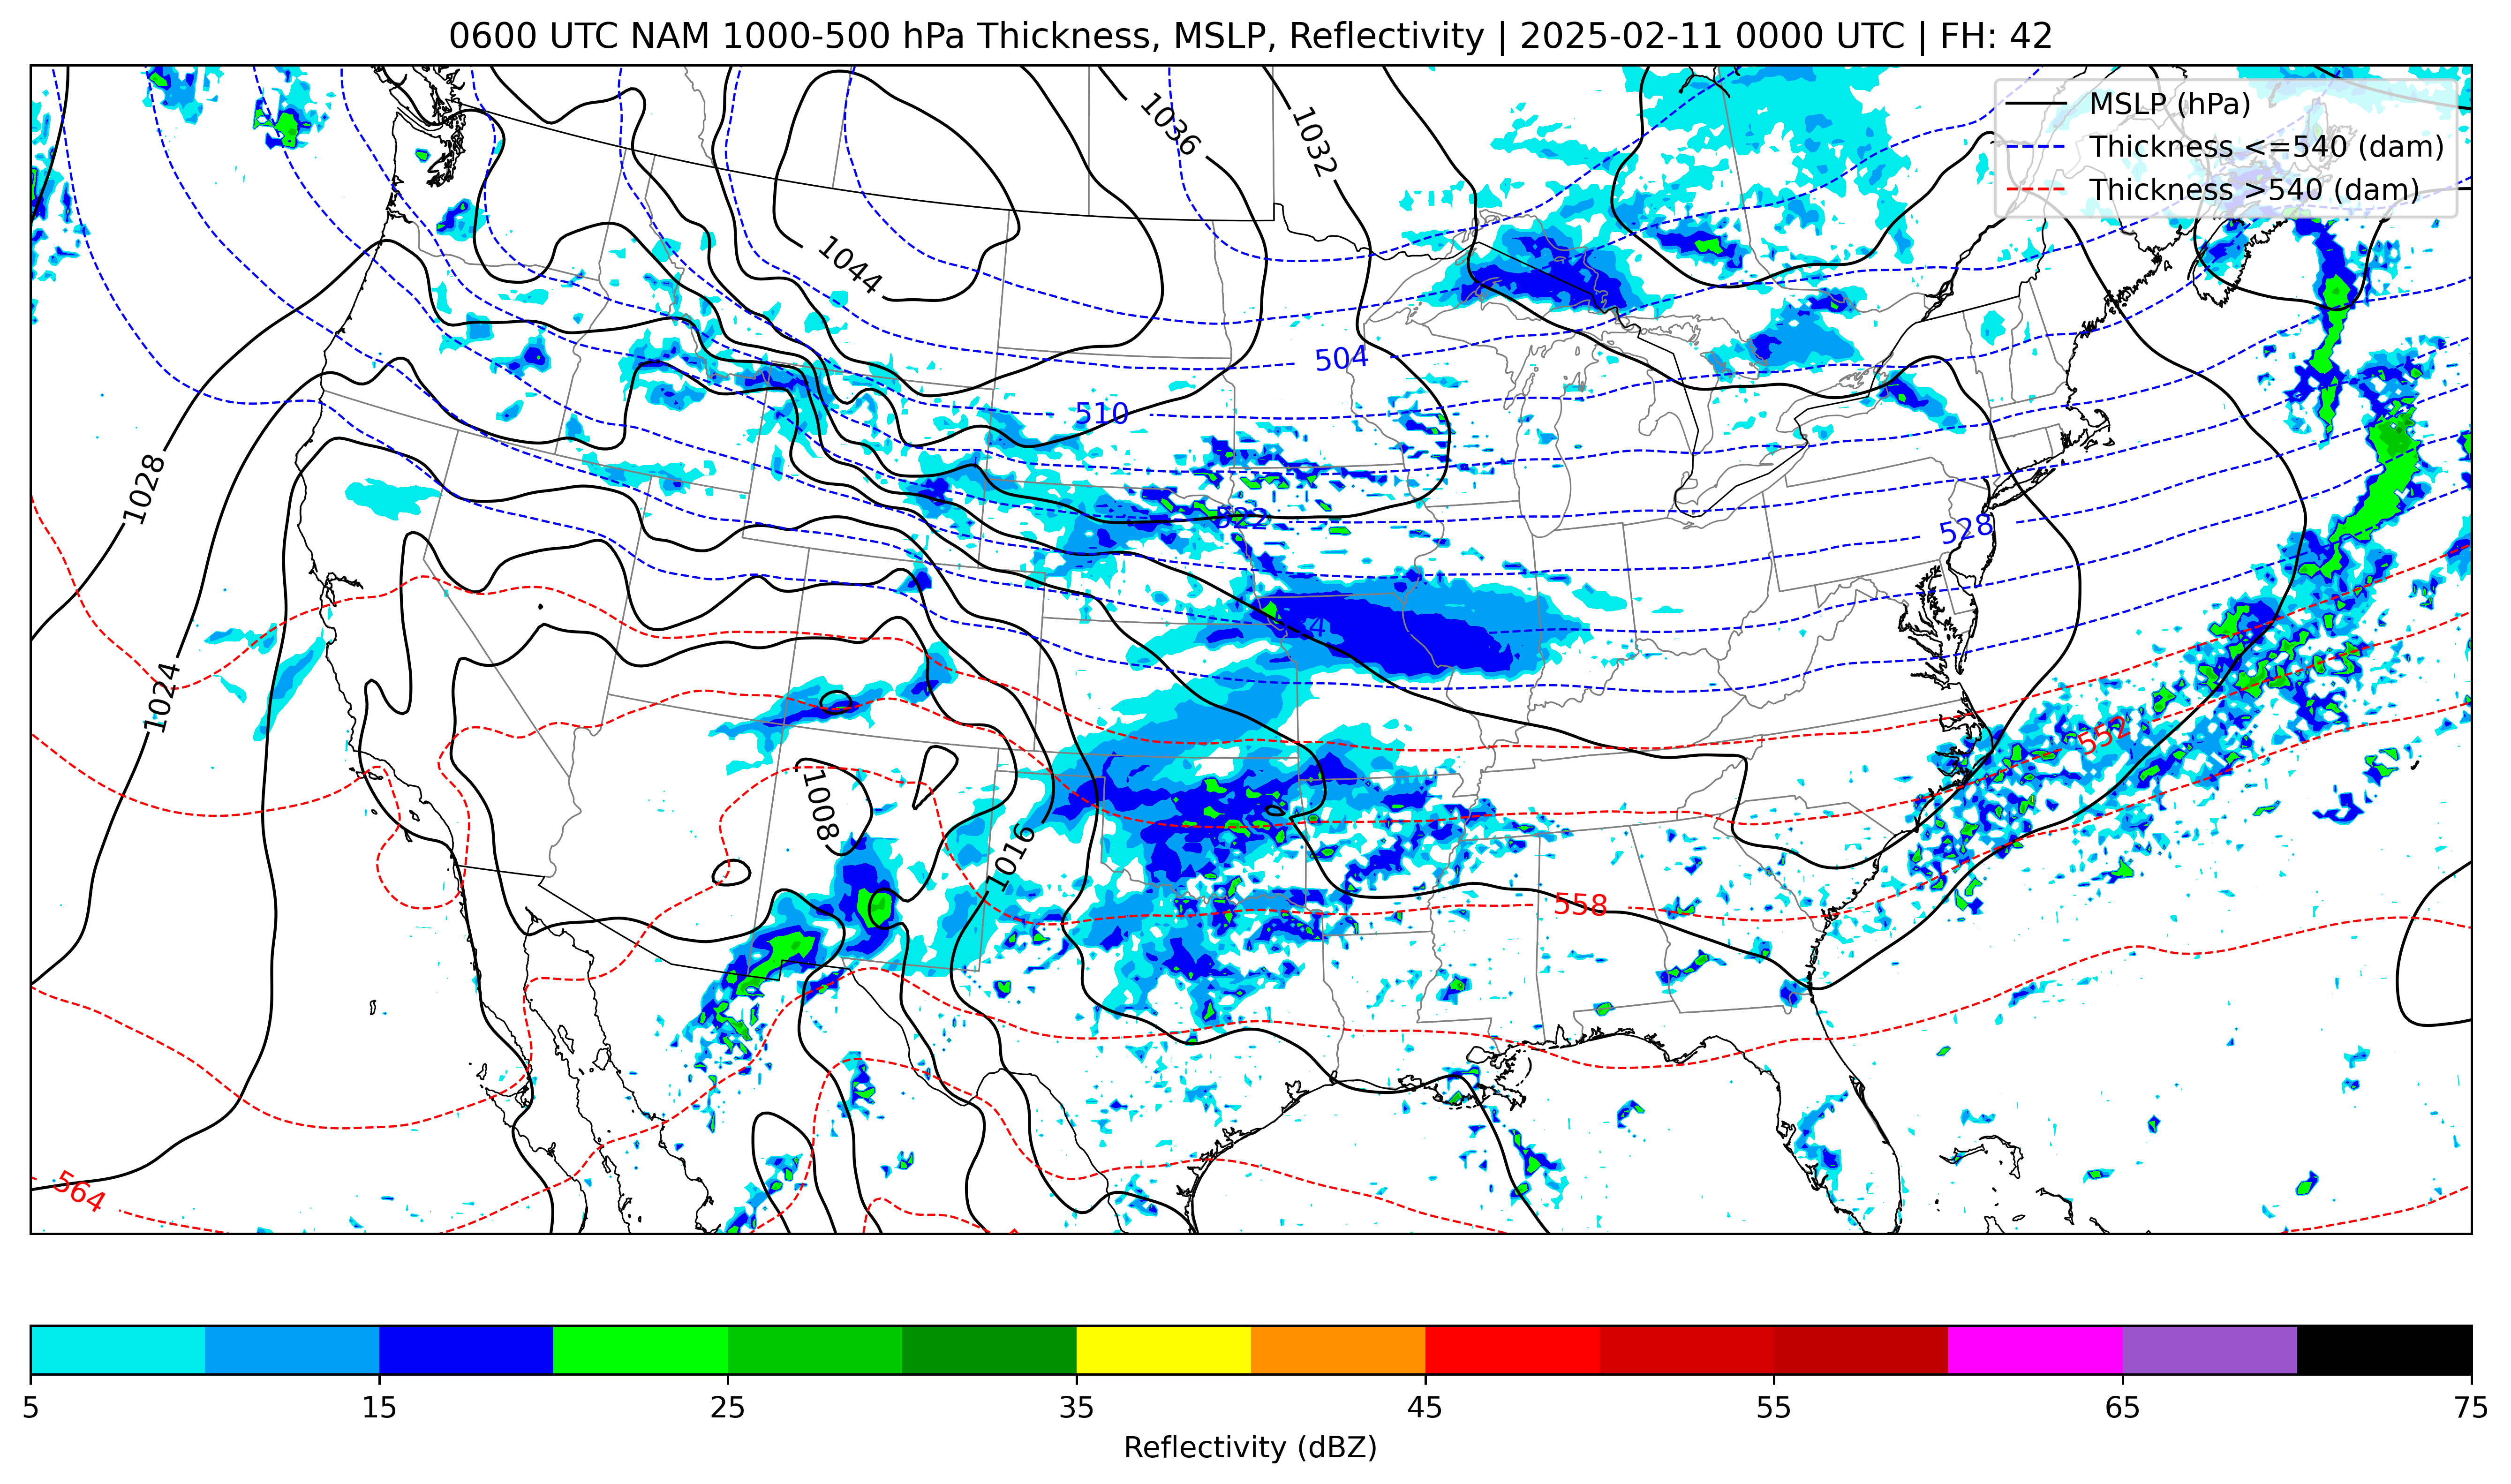 0600 UTC NAM 1000-500 hPa Thickness, MSLP, Reflectivity | 2025-02-11 0000 UTC | FH: 42
MSLP (hPa)
Thickness <=540 (dam)
Thickness >540 (dam)
1036
1032
1044
504
510
1028
522
528
1024
4
552
1008
1016
558
564
5 15 25 35 45 55 65 75
Reflectivity (dBZ)